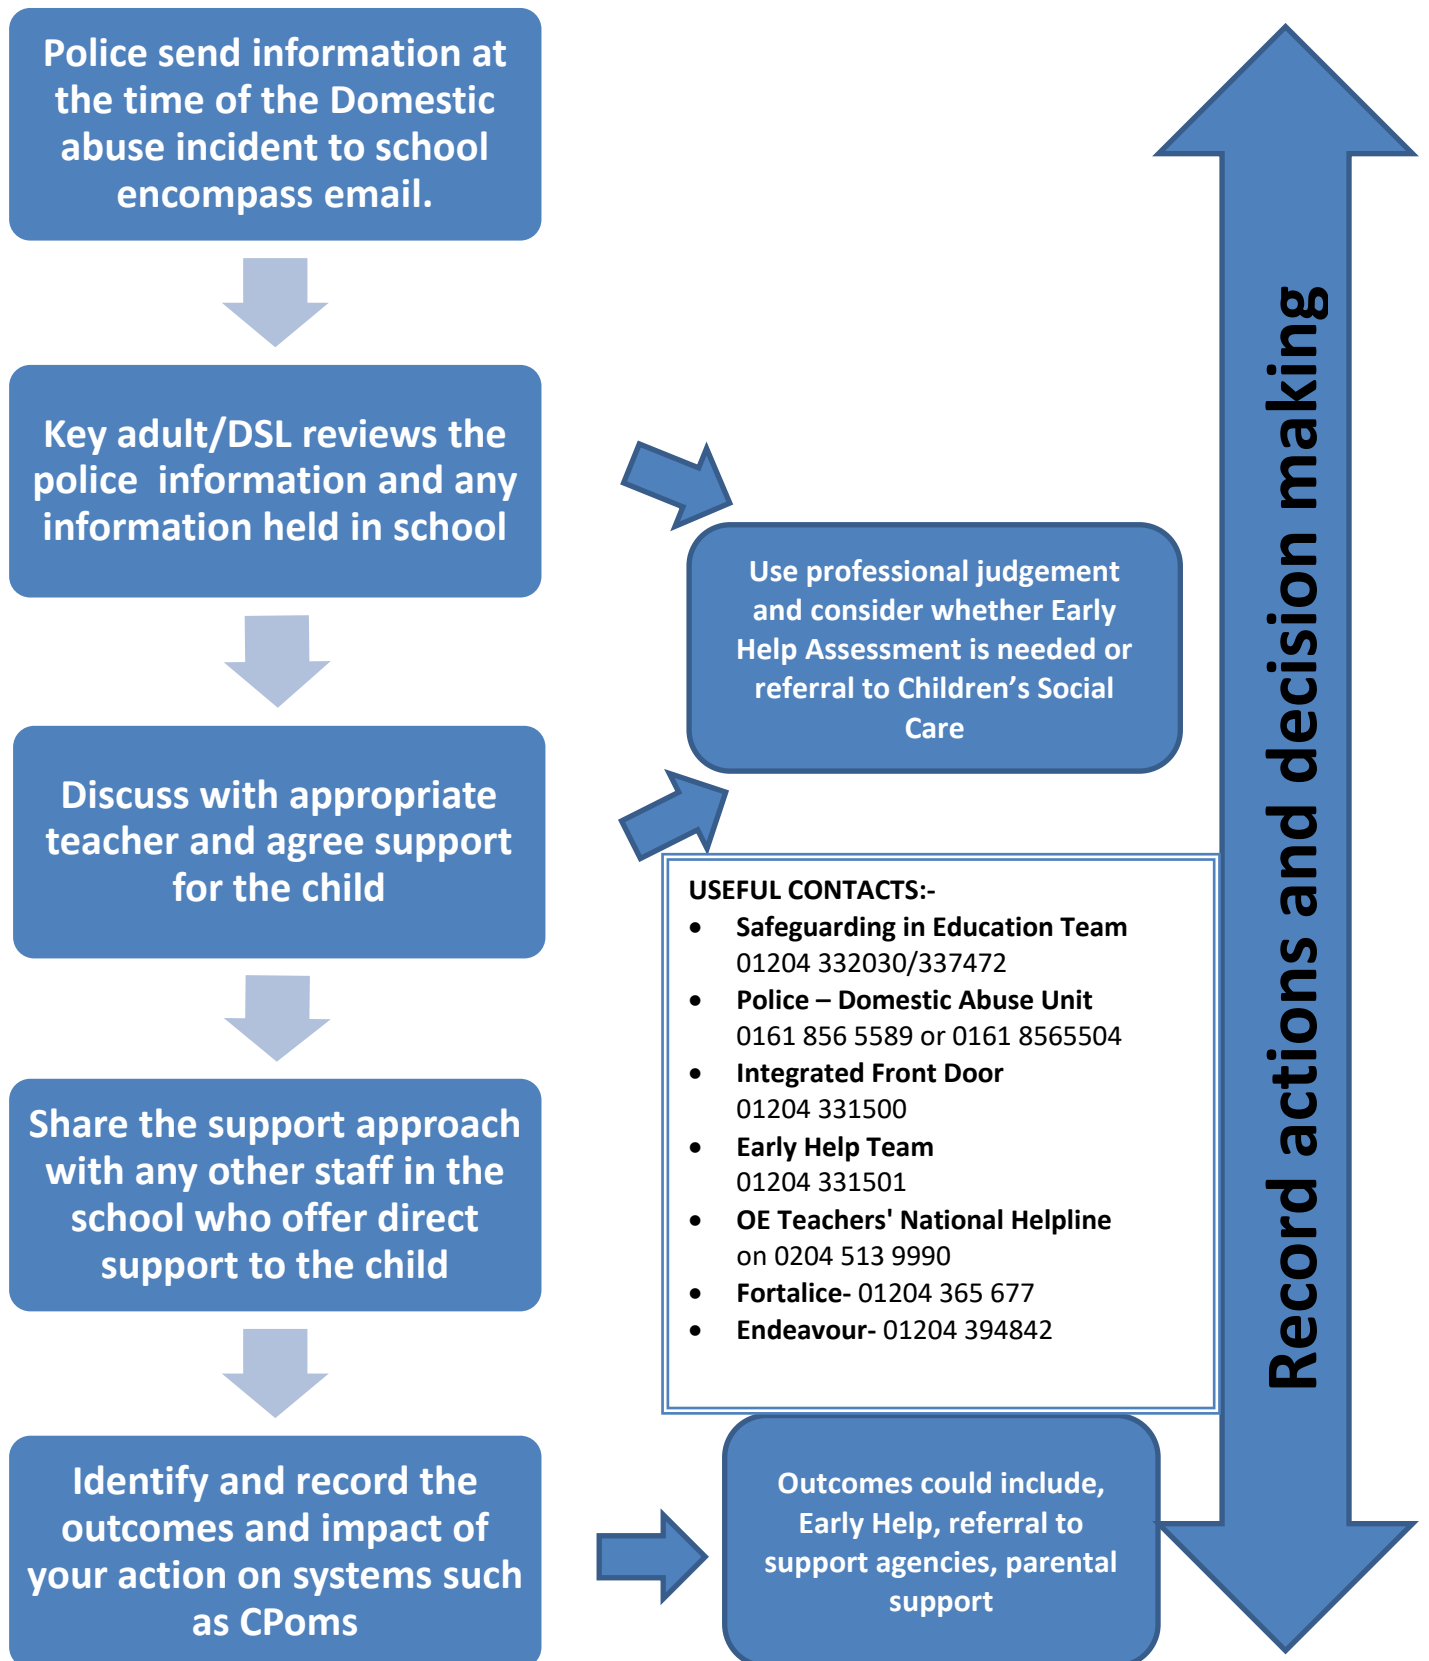 Police send information at
the time of the Domestic
abuse incident to school
encompass email.
Key adult/DSL reviews the
police  information and any
information held in school
Use professional judgement
and consider whether Early
Help Assessment is needed or
referral to Children’s Social
Care
Discuss with appropriate
teacher and agree support
for the child
Share the support approach
with any other staff in the
school who offer direct
support to the child
USEFUL CONTACTS:-
• Safeguarding in Education Team
01204 332030/337472
• Police – Domestic Abuse Unit
0161 856 5589 or 0161 8565504
• Integrated Front Door
01204 331500
• Early Help Team
01204 331501
• OE Teachers' National Helpline
on 0204 513 9990
• Fortalice- 01204 365 677
• Endeavour- 01204 394842
Identify and record the
outcomes and impact of
your action on systems such
as CPoms
Outcomes could include,
Early Help, referral to
support agencies, parental
support
Record actions and decision making